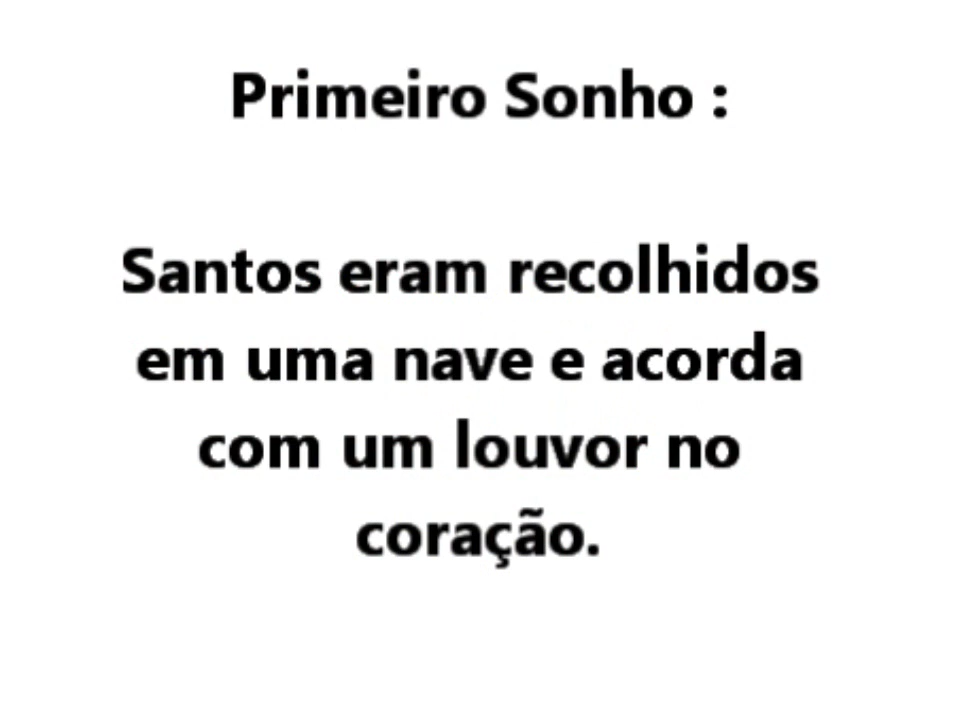 Primeiro Sonho :
Santos eram recolhidos
em uma nave e acorda
com um louvor no
coração.